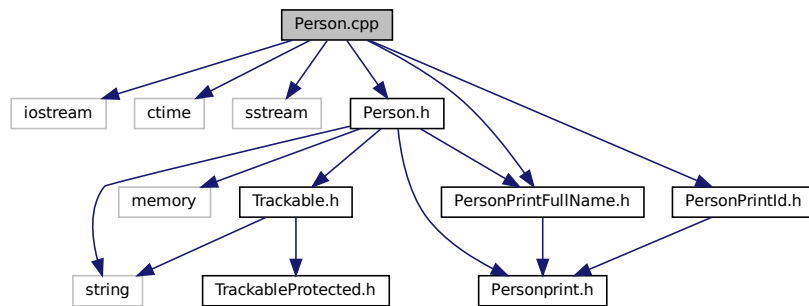 Person.cpp
iostream
ctime
sstream
Person.h
memory
Trackable.h
PersonPrintFullName.h
PersonPrintId.h
string
TrackableProtected.h
Personprint.h